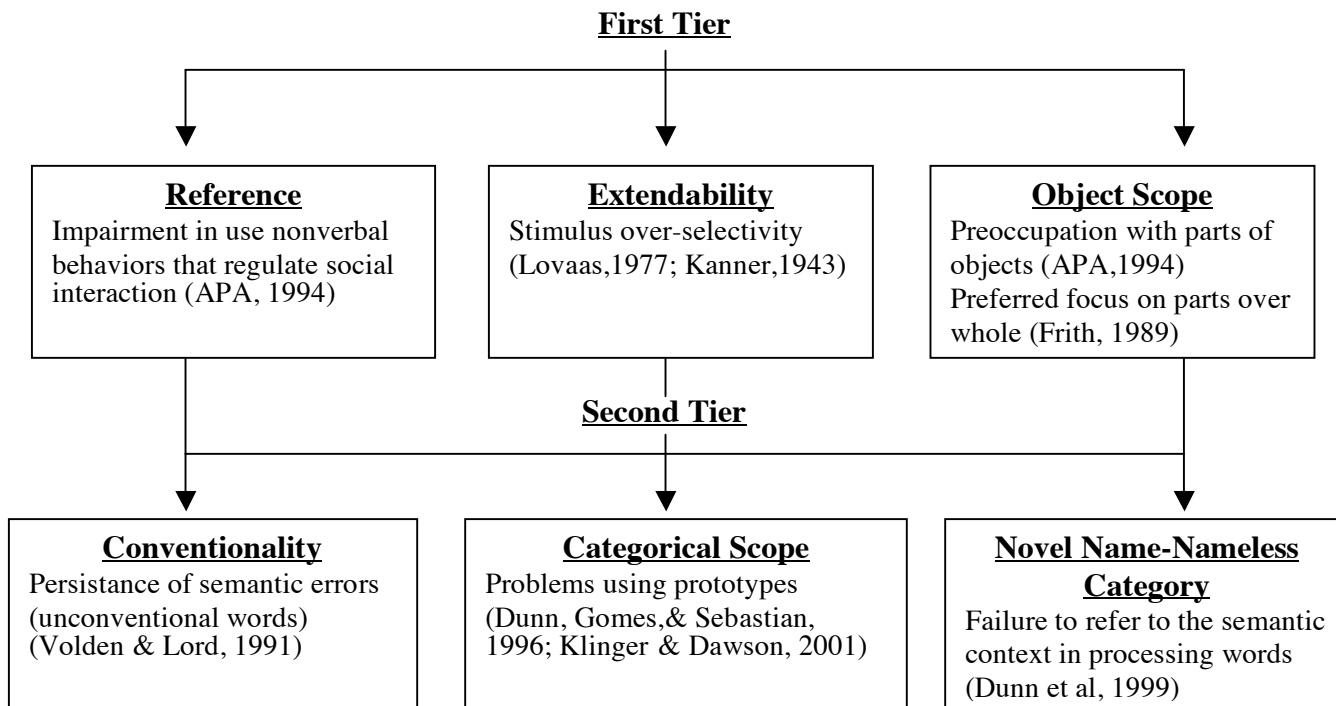 First Tier
Reference
Impairment in use nonverbal
behaviors that regulate social
interaction (APA, 1994)
Extendability
Stimulus over-selectivity
(Lovaas,1977; Kanner,1943)
Object Scope
Preoccupation with parts of
objects (APA,1994)
Preferred focus on parts over
whole (Frith, 1989)
Second Tier
Conventionality
Persistance of semantic errors
(unconventional words)
(Volden & Lord, 1991)
Categorical Scope
Problems using prototypes
(Dunn, Gomes,& Sebastian,
1996; Klinger & Dawson, 2001)
Novel Name-Nameless
Category
Failure to refer to the semantic
context in processing words
(Dunn et al, 1999)